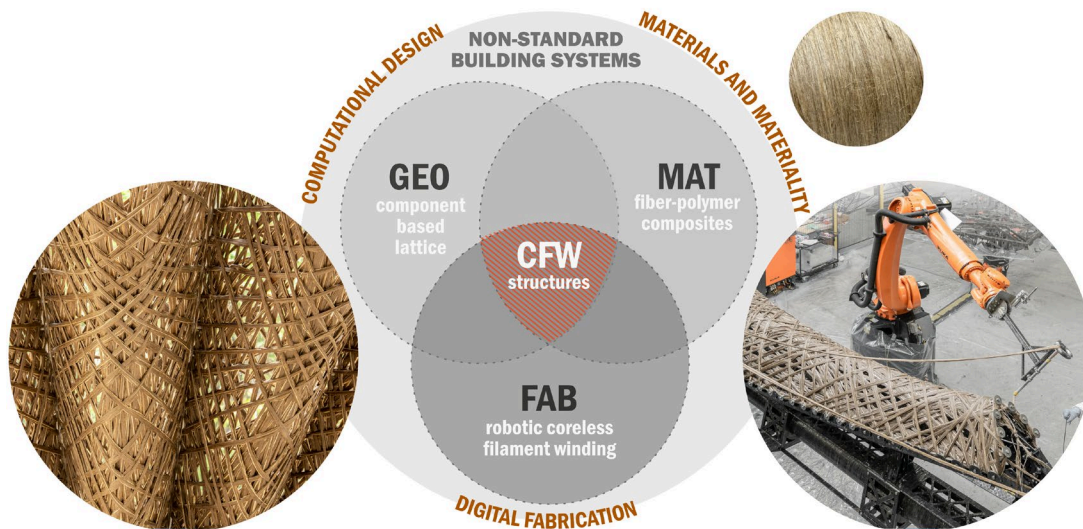 COMPUTATIONAL DESIGN
NON-STANDARD
BUILDING SYSTEMS
MATERIALS AND MATERIALITY
GEO
component
based
lattice
MAT
fiber-polymer
composites
CFW
structures
FAB
robotic coreless
filament winding
DIGITAL FABRICATION